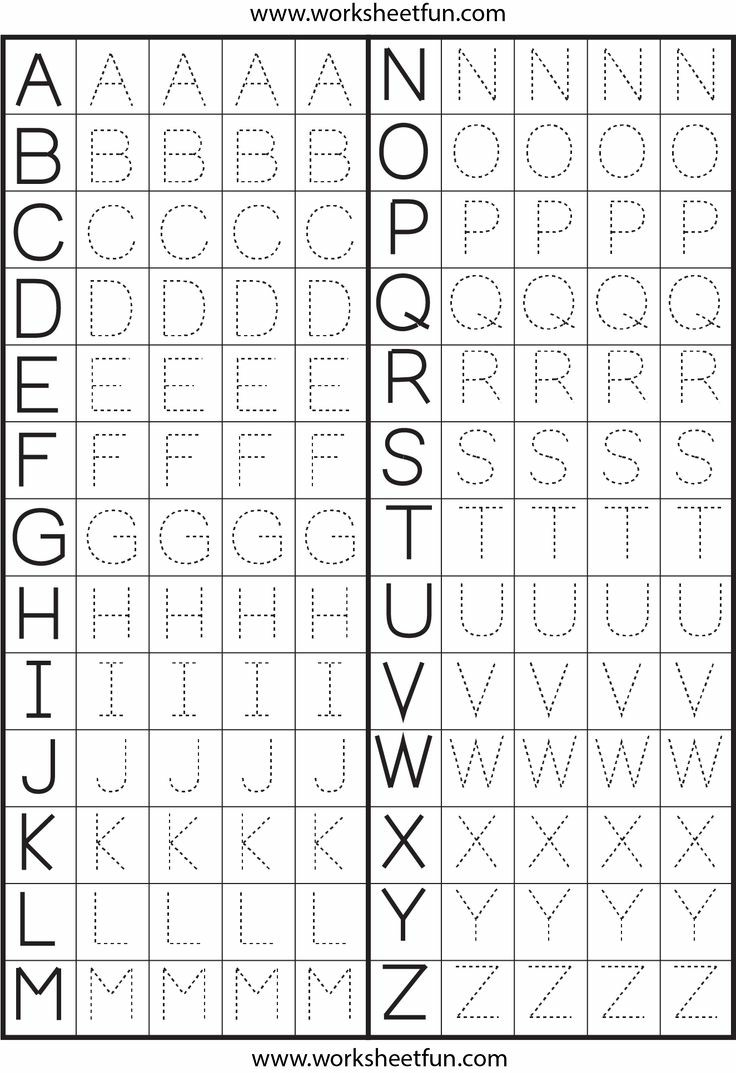 www.worksheetfun.com
A A A A A N N N N N
B B B B B O O O O O
C C C C C P P P P P
D D D D D Q Q Q Q Q
E E E E E R R R R R
F F F F F S S S S S
G G G G G T T T T T
H H H H H U U U U U
I I I I I V V V V V
J J J J J W W W W W
K K K K K X X X X X
L L L L L Y Y Y Y Y
M M M M M Z Z Z Z Z
www.worksheetfun.com